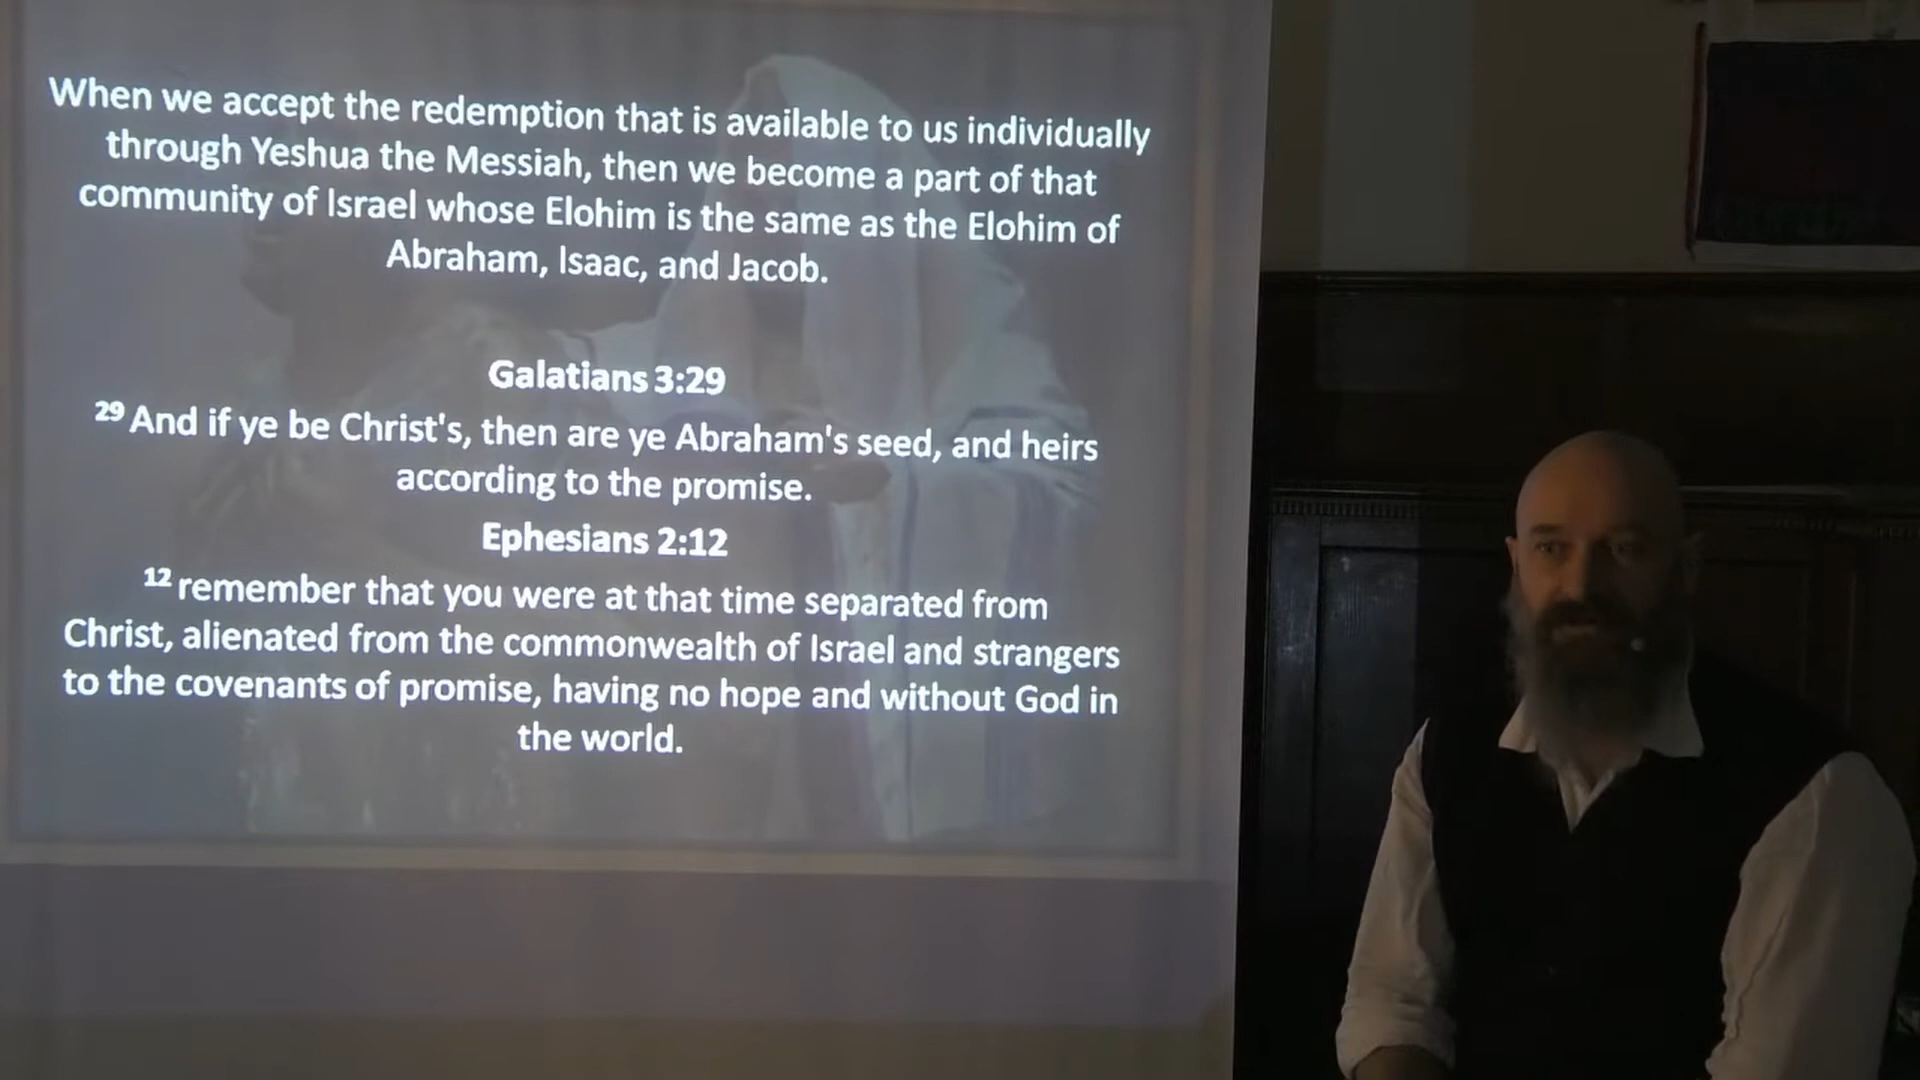 When we accept the redemption that is available to us individually
through Yeshua the Messiah, then we become a part of that
community of Israel whose Elohim is the same as the Elohim of
Abraham, Isaac, and Jacob.
Galatians 3:29
29 And if ye be Christ's, then are ye Abraham's seed, and heirs
according to the promise.
Ephesians 2:12
12 remember that you were at that time separated from
Christ, alienated from the commonwealth of Israel and strangers
to the covenants of promise, having no hope and without God in
the world.